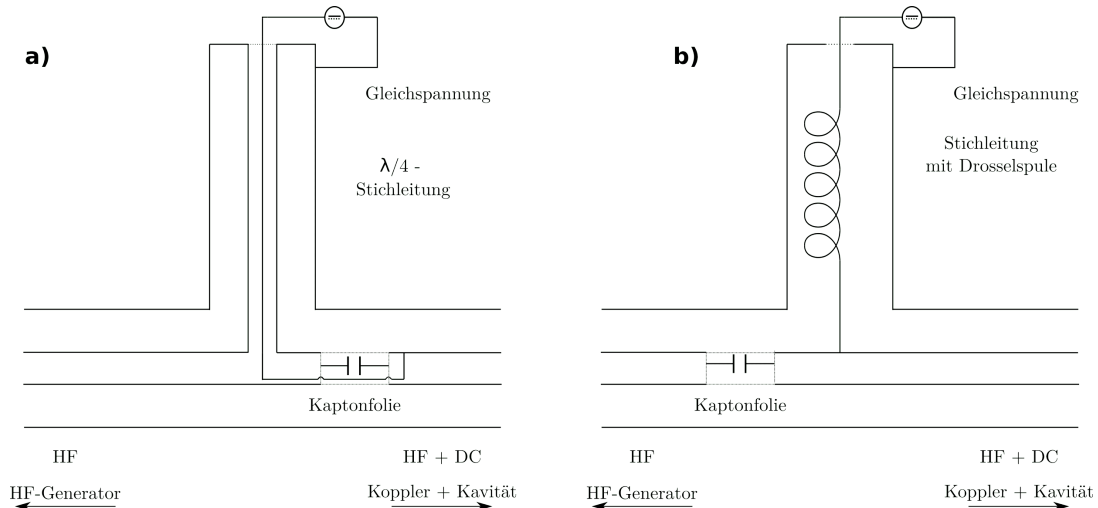 a)
Gleichspannung
λ/4 -
Stichleitung
Kaptonfolie
HF
HF + DC
HF-Generator
Koppler + Kavität
b)
Gleichspannung
Stichleitung
mit Drosselspule
Kaptonfolie
HF
HF + DC
HF-Generator
Koppler + Kavität